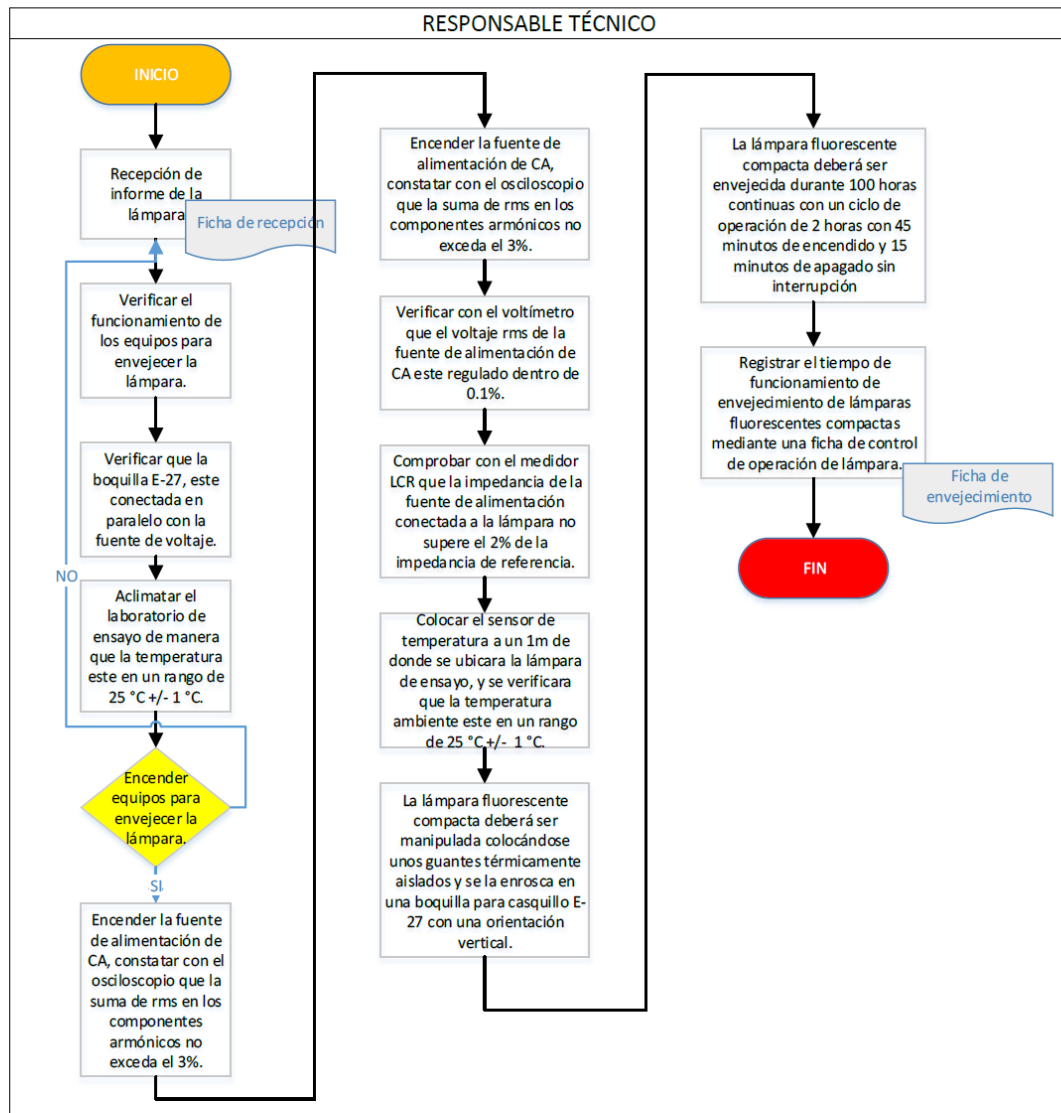 RESPONSABLE TÉCNICO
INICIO
Recepción de
informe de la
lámpara
Ficha de recepción
Verificar el
funcionamiento de
los equipos para
envejecer la
lámpara.
Verificar que la
boquilla E-27, este
conectada en
paralelo con la
fuente de voltaje.
NO
Aclimatar el
laboratorio de
ensayo de manera
que la temperatura
este en un rango de
25 °C +/- 1 °C.
Encender
equipos para
envejecer la
lámpara.
SI
Encender la fuente
de alimentación de
CA, constatar con el
osciloscopio que la
suma de rms en los
componentes
armónicos no
exceda el 3%.
Encender la fuente de
alimentación de CA,
constatar con el osciloscopio
que la suma de rms en los
componentes armónicos no
exceda el 3%.
Verificar con el voltímetro
que el voltaje rms de la
fuente de alimentación de
CA este regulado dentro de
0.1%.
Comprobar con el medidor
LCR que la impedancia de la
fuente de alimentación
conectada a la lámpara no
supere el 2% de la
impedancia de referencia.
Colocar el sensor de
temperatura a un 1m de
donde se ubicara la lámpara
de ensayo, y se verificara
que la temperatura
ambiente este en un rango
de 25 °C +/- 1 °C.
La lámpara fluorescente
compacta deberá ser
manipulada colocándose
unos guantes térmicamente
aislados y se la enrosca en
una boquilla para casquillo E-
27 con una orientación
vertical.
La lámpara fluorescente
compacta deberá ser
envejecida durante 100 horas
continuas con un ciclo de
operación de 2 horas con 45
minutos de encendido y 15
minutos de apagado sin
interrupción
Registrar el tiempo de
funcionamiento de
envejecimiento de lámparas
fluorescentes compactas
mediante una ficha de control
de operación de lámpara.
Ficha de
envejecimiento
FIN